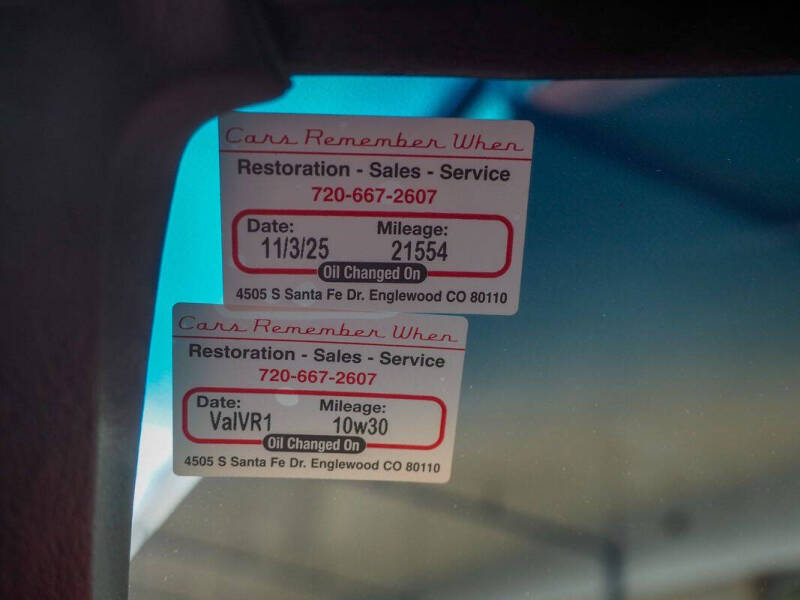 Cars Remember When
Restoration - Sales - Service
720-667-2607
Date: Mileage:
11/3/25 21554
Oil Changed On
4505 S Santa Fe Dr. Englewood CO 80110
Cars Remember When
Restoration - Sales - Service
720-667-2607
Date: Mileage:
ValVR1 10w30
Oil Changed On
4505 S Santa Fe Dr. Englewood CO 80110